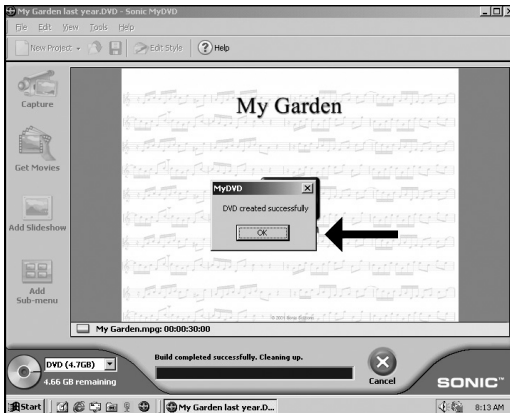 My Garden last year.DVD - Sonic MyDVD
File Edit View Tools Help
New Project Edit Style ? Help
Capture
Get Movies
Add Slideshow
Add
Sub-menu
My Garden
MyDVD
DVD created successfully
OK
My Garden.mpg: 00:00:30:00
DVD (4.7GB)
4.66 GB remaining
Build completed successfully. Cleaning up.
Cancel
SONIC™
Start
My Garden last year.D...
8:13 AM